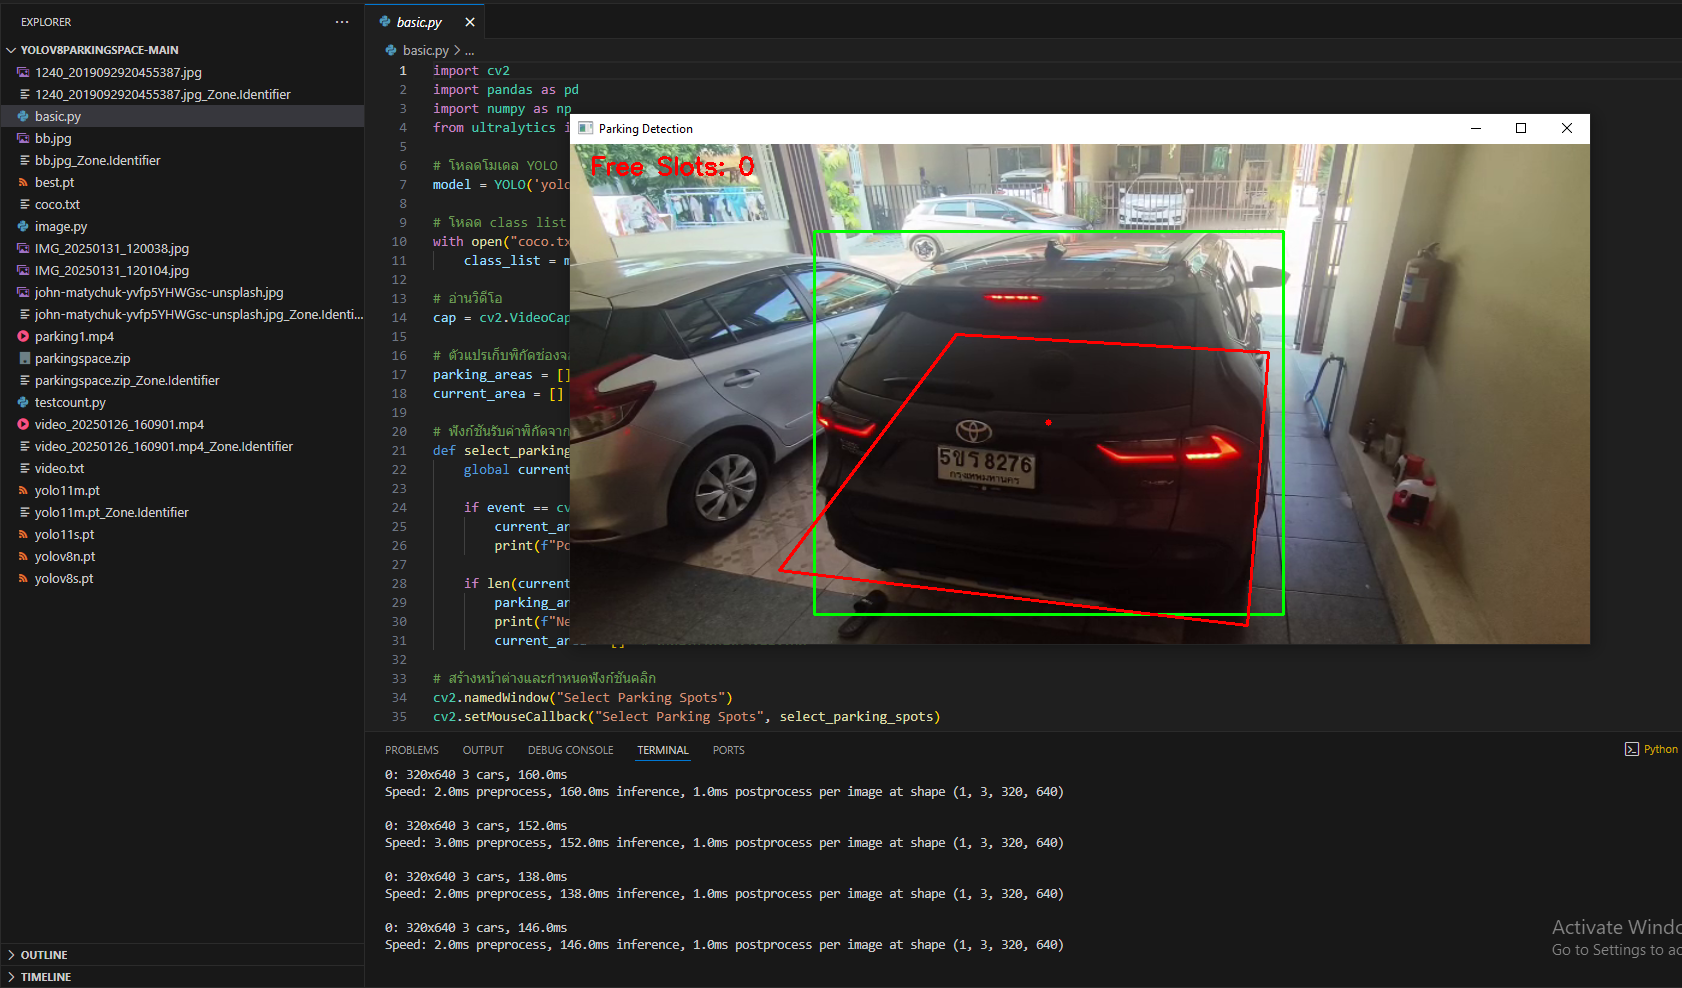 EXPLORER
YOLOV8PARKINGSPACE-MAIN
1240_2019092920455387.jpg
1240_2019092920455387.jpg_Zone.Identifier
basic.py
bb.jpg
bb.jpg_Zone.Identifier
best.pt
coco.txt
image.py
IMG_20250131_120038.jpg
IMG_20250131_120104.jpg
john-matychuk-yvfp5YHWGsc-unsplash.jpg
john-matychuk-yvfp5YHWGsc-unsplash.jpg_Zone.Identi...
parking1.mp4
parkingspace.zip
parkingspace.zip_Zone.Identifier
testcount.py
video_20250126_160901.mp4
video_20250126_160901.mp4_Zone.Identifier
video.txt
yolo11m.pt
yolo11m.pt_Zone.Identifier
yolo11s.pt
yolov8n.pt
yolov8s.pt
OUTLINE
TIMELINE
basic.py
basic.py > ...
1 import cv2
2 import pandas as pd
3 import numpy as np
4 from ultralytics i
5
6 # โหลดโมเดล YOLO
7 model = YOLO('yolo
8
9 # โหลด class list
10 with open("coco.tx
11 class_list = m
12
13 # อ่านวิดีโอ
14 cap = cv2.VideoCap
15
16 # ตัวแปรเก็บพิกัดช่องจอ
17 parking_areas = []
18 current_area = []
19
20 # ฟังก์ชันรับค่าพิกัดจาก
21 def select_parking
22 global current
23
24 if event == cv
25 current_ar
26 print(f"Po
27
28 if len(current
29 parking_ar
30 print(f"Ne
31 current_ar
32
33 # สร้างหน้าต่างและกำหนดฟังก์ชันคลิก
34 cv2.namedWindow("Select Parking Spots")
35 cv2.setMouseCallback("Select Parking Spots", select_parking_spots)
Parking Detection
Free Slots: 0
5ขร 8276
กรุงเทพมหานคร
PROBLEMS OUTPUT DEBUG CONSOLE TERMINAL PORTS
Python
0: 320x640 3 cars, 160.0ms
Speed: 2.0ms preprocess, 160.0ms inference, 1.0ms postprocess per image at shape (1, 3, 320, 640)
0: 320x640 3 cars, 152.0ms
Speed: 3.0ms preprocess, 152.0ms inference, 1.0ms postprocess per image at shape (1, 3, 320, 640)
0: 320x640 3 cars, 138.0ms
Speed: 2.0ms preprocess, 138.0ms inference, 1.0ms postprocess per image at shape (1, 3, 320, 640)
0: 320x640 3 cars, 146.0ms
Speed: 2.0ms preprocess, 146.0ms inference, 1.0ms postprocess per image at shape (1, 3, 320, 640)
Activate Windo
Go to Settings to ac